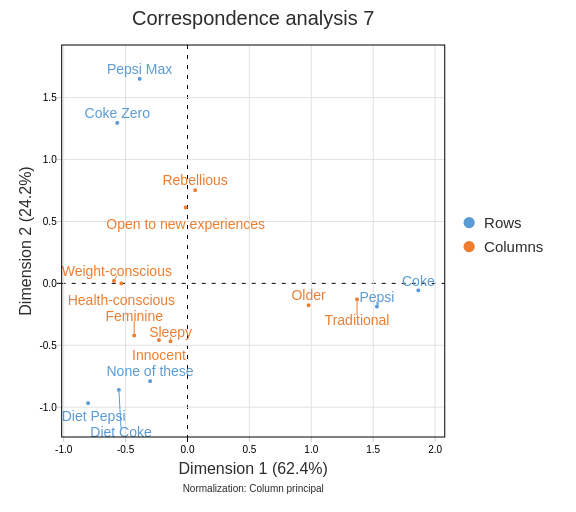 Correspondence analysis 7
Pepsi Max
1.5
Coke Zero
1.0
Rebellious
0.5
Open to new experiences
Rows
Columns
Dimension 2 (24.2%)
Weight-conscious
0.0
Coke
Health-conscious
Older
Pepsi
Feminine
Traditional
Sleepy
-0.5
Innocent
None of these
-1.0
Diet Pepsi
Diet Coke
-1.0 -0.5 0.0 0.5 1.0 1.5 2.0
Dimension 1 (62.4%)
Normalization: Column principal